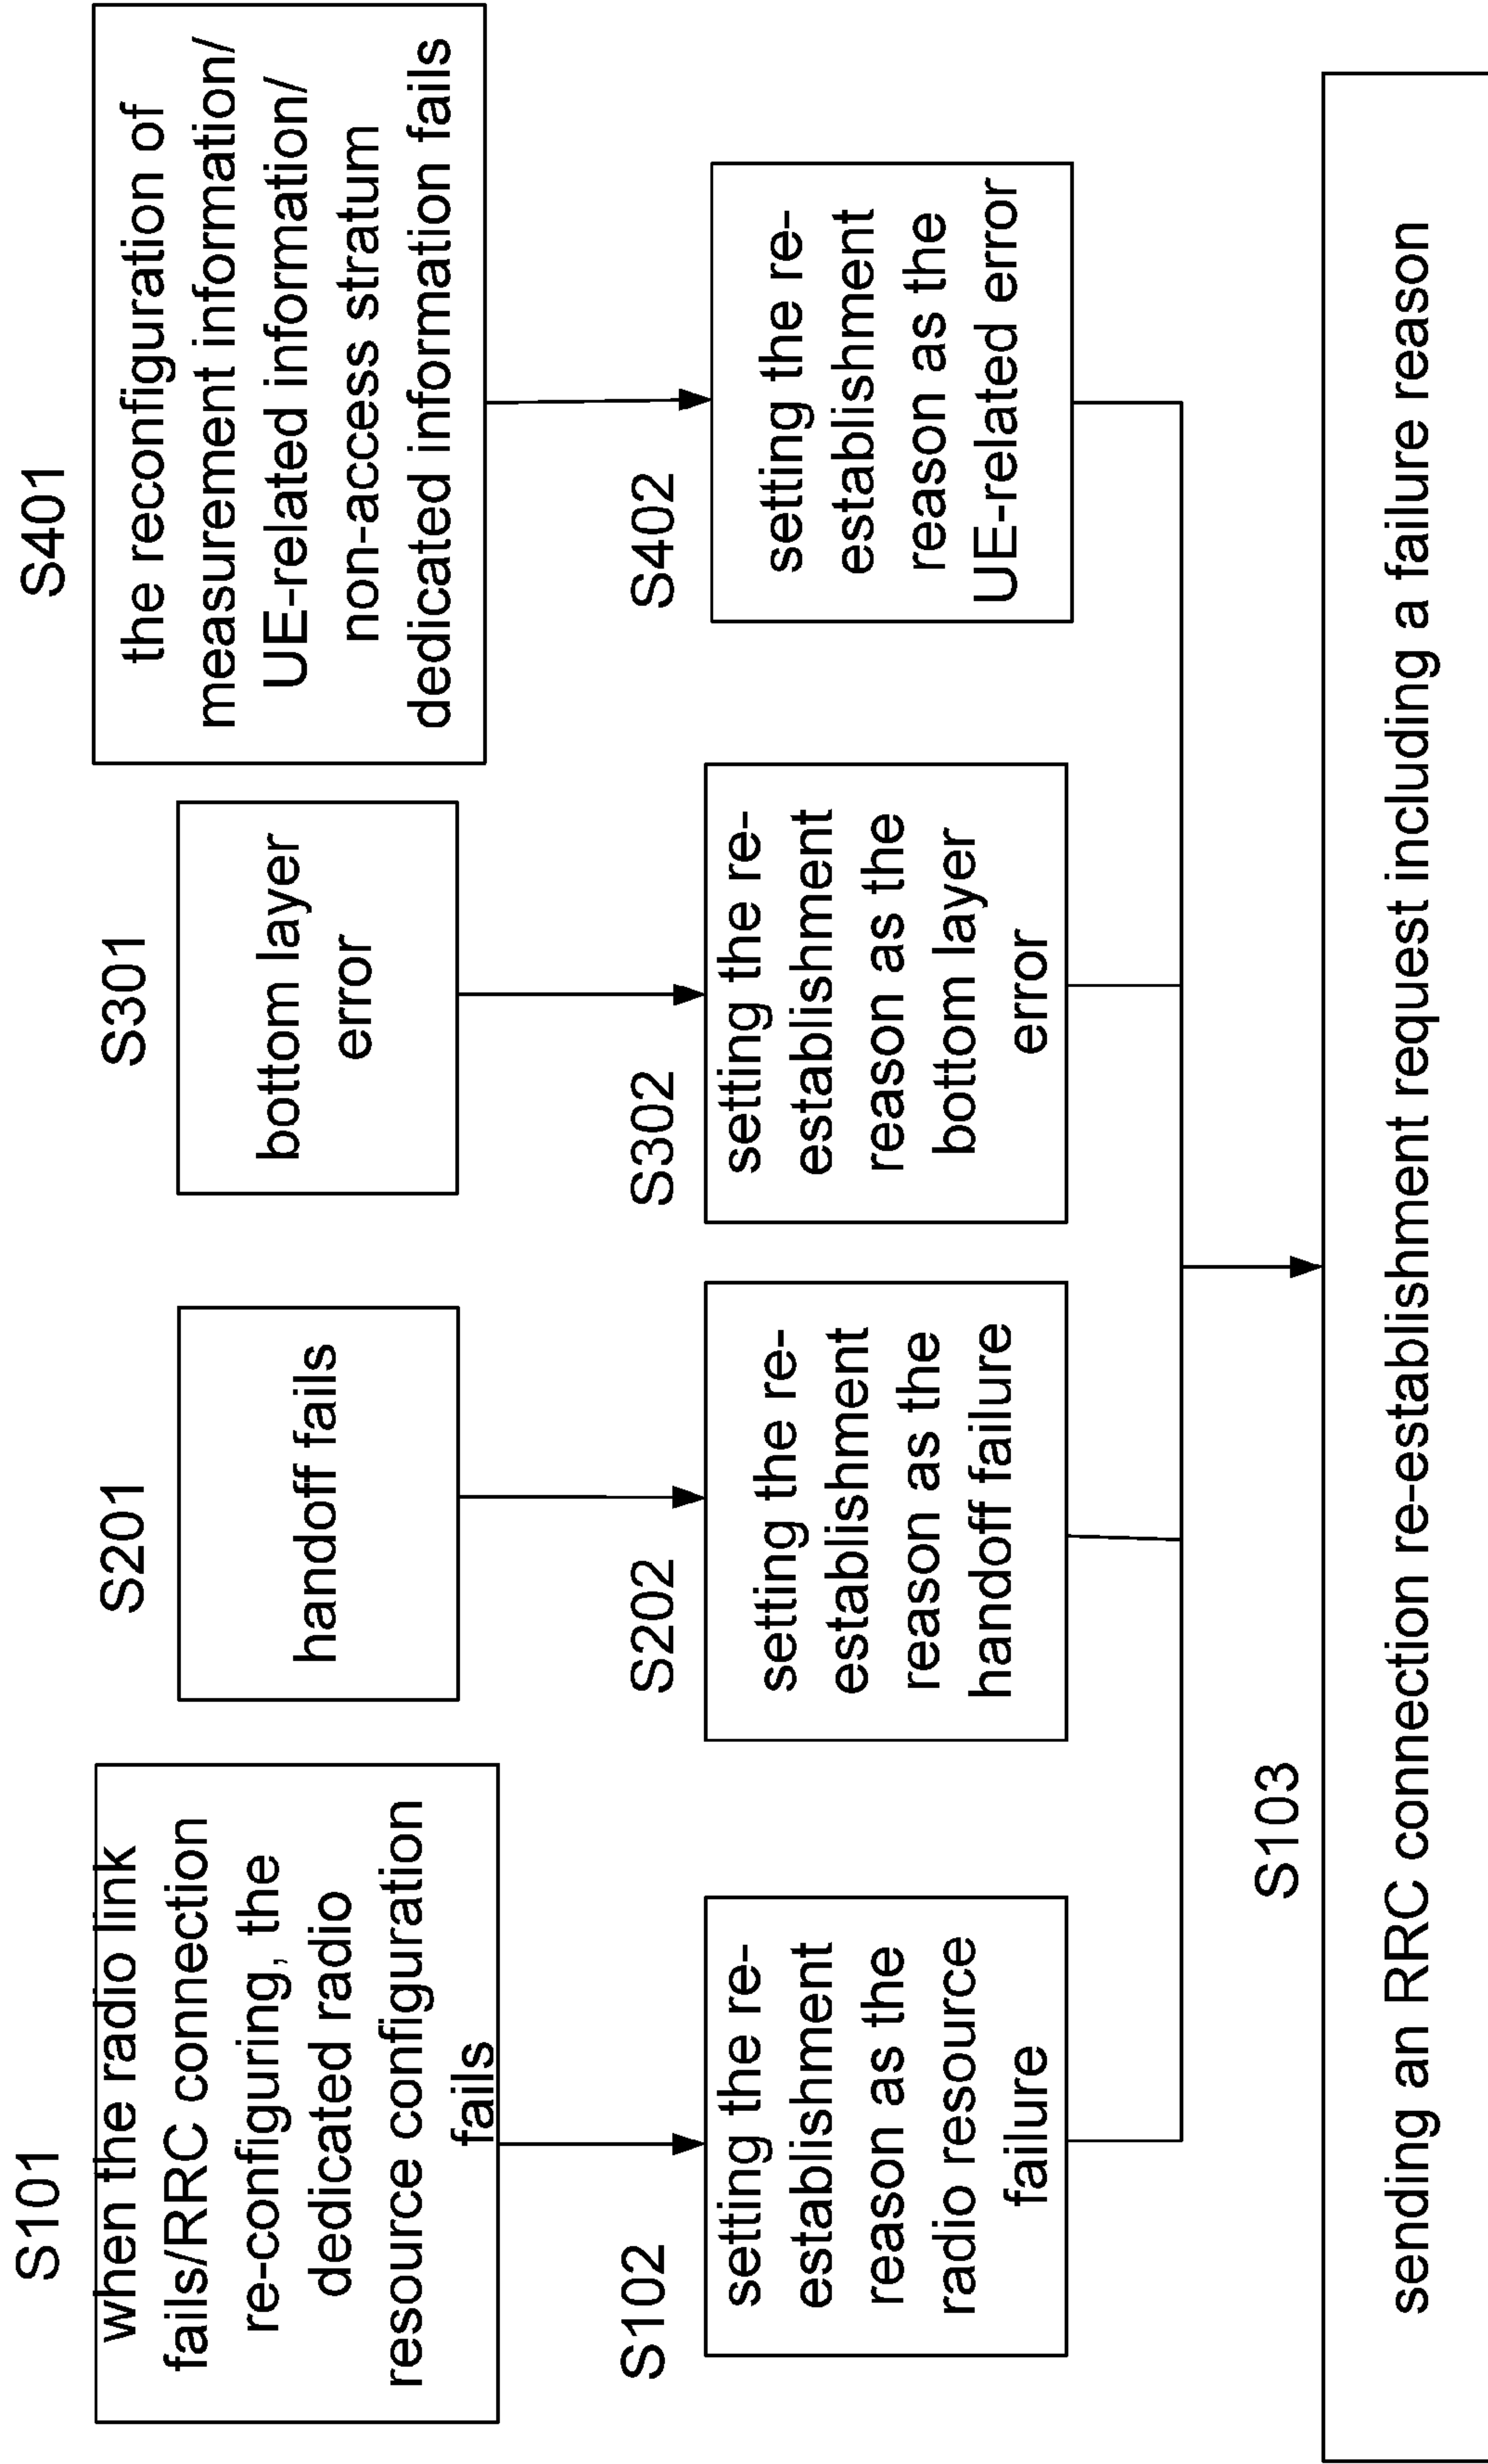 S101
when the radio link
fails/RRC connection
re-configuring, the
dedicated radio
resource configuration
fails
S201
handoff fails
S301
bottom layer
error
S401
the reconfiguration of
measurement information/
UE-related information/
non-access stratum
dedicated information fails
S102
setting the re-
establishment
reason as the
radio resource
failure
S202
setting the re-
establishment
reason as the
handoff failure
S302
setting the re-
establishment
reason as the
bottom layer
error
S402
setting the re-
establishment
reason as the
UE-related error
S103
sending an RRC connection re-establishment request including a failure reason